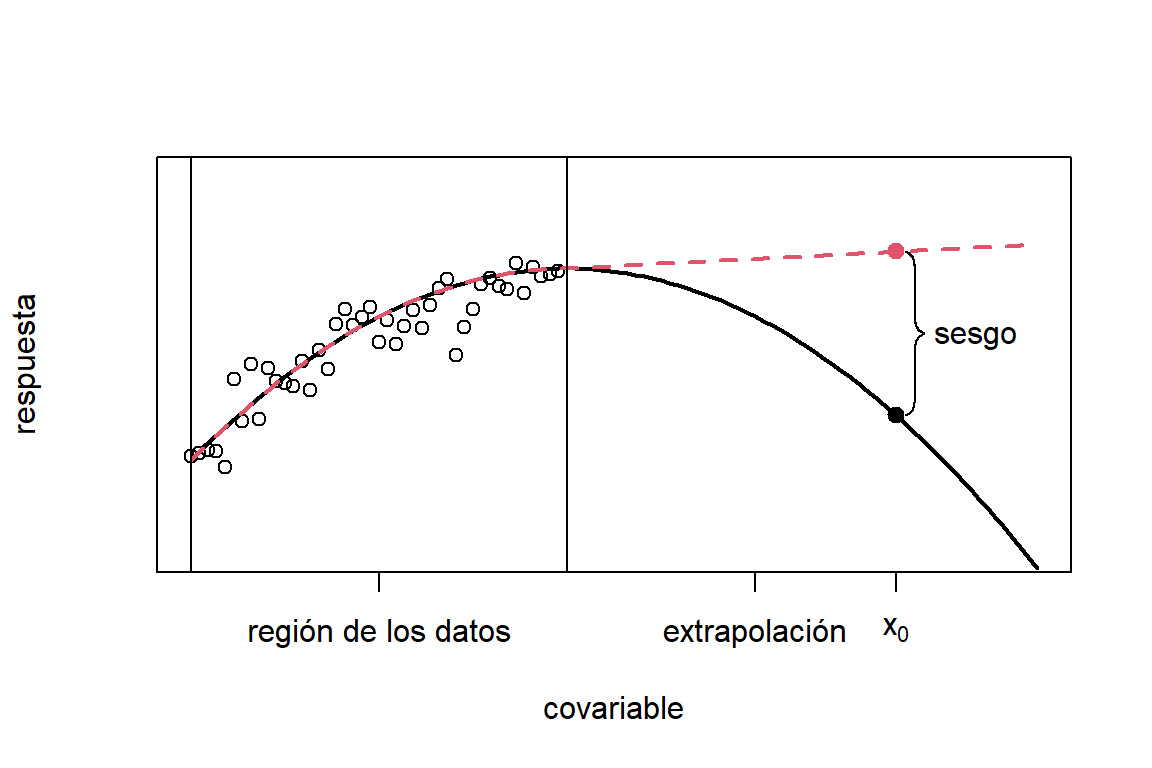 respuesta
sesgo
región de los datos
extrapolación
x₀
covariable